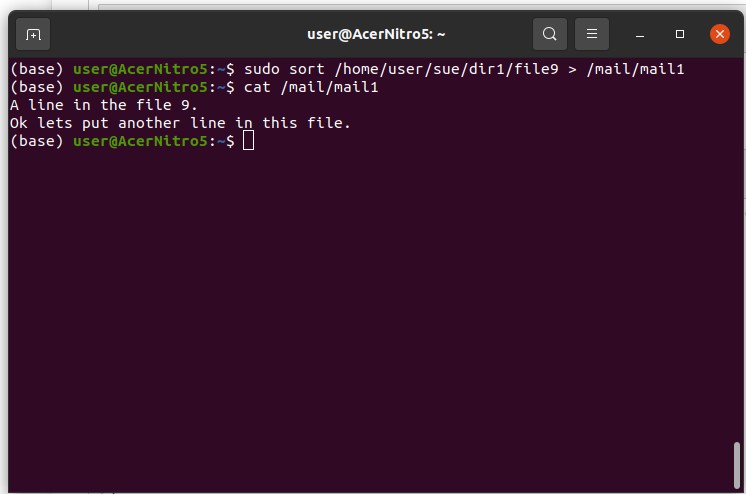 user@AcerNitro5: ~
(base) user@AcerNitro5:~$ sudo sort /home/user/sue/dir1/file9 > /mail/mail1
(base) user@AcerNitro5:~$ cat /mail/mail1
A line in the file 9.
Ok lets put another line in this file.
(base) user@AcerNitro5:~$